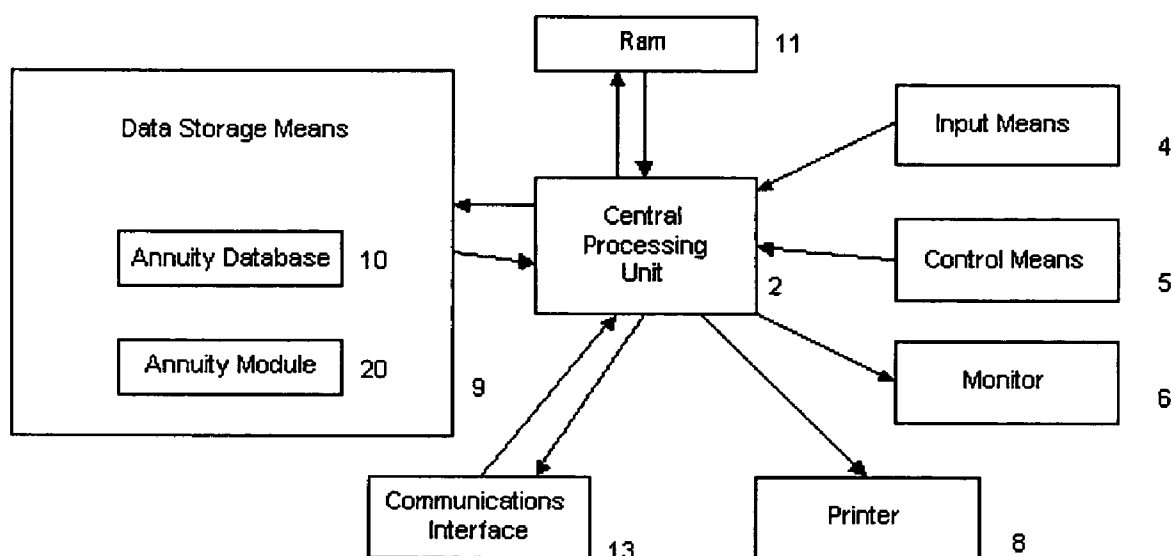 Ram
11
Data Storage Means
Input Means
4
Central
Processing
Unit
2
Annuity Database
10
Control Means
5
Annuity Module
20
9
Monitor
6
Communications
Interface
13
Printer
8